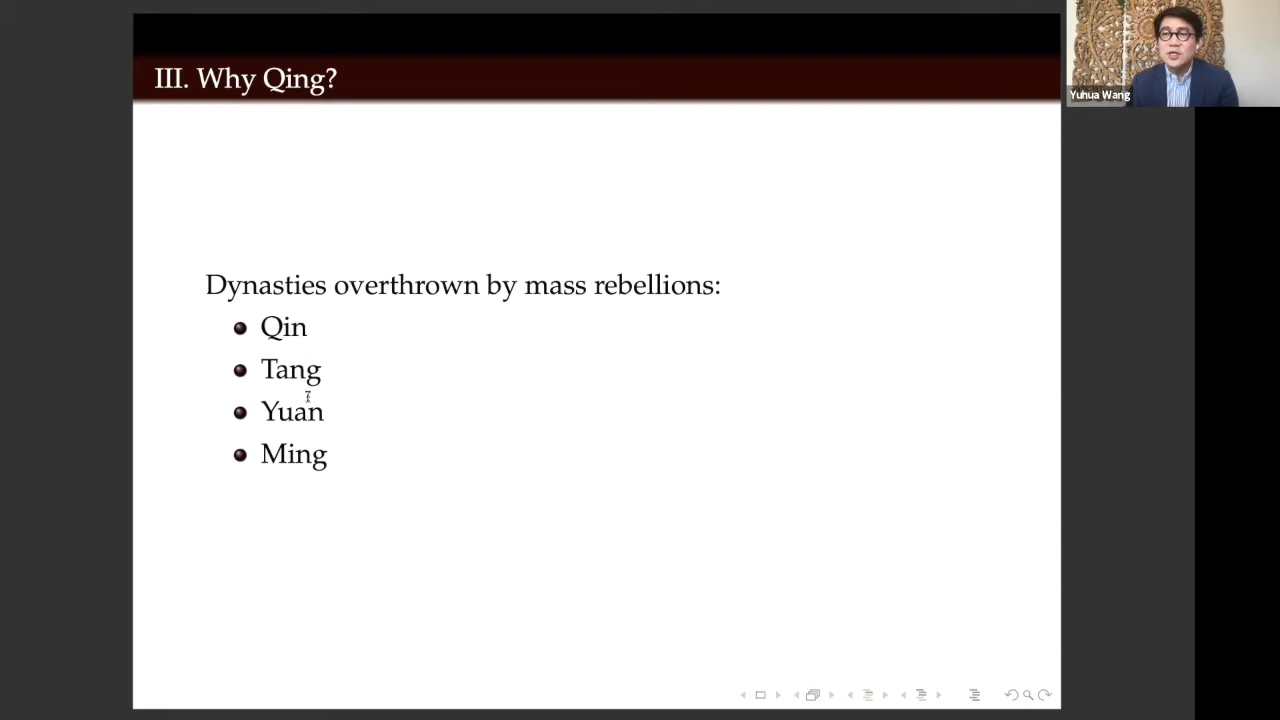 III. Why Qing?
Yuhua Wang
Dynasties overthrown by mass rebellions:
Qin
Tang
Yuan
Ming